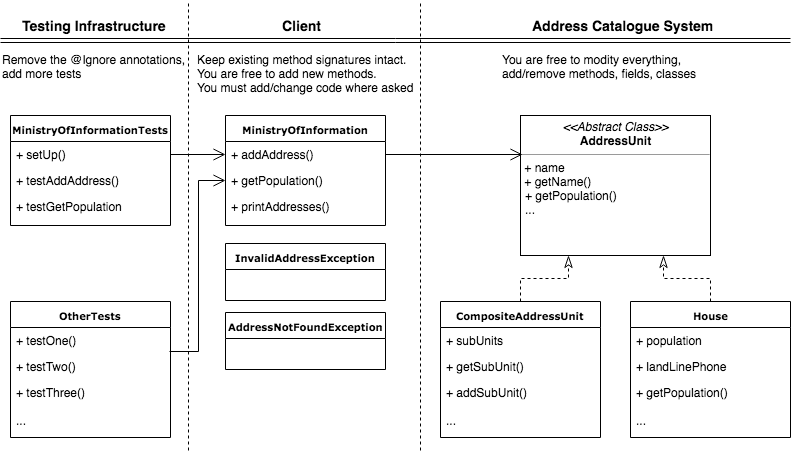 Testing Infrastructure
Client
Address Catalogue System
Remove the @Ignore annotations,
add more tests
Keep existing method signatures intact.
You are free to add new methods.
You must add/change code where asked
You are free to modity everything,
add/remove methods, fields, classes
MinistryOfInformationTests
+ setUp()
+ testAddAddress()
+ testGetPopulation
MinistryOfInformation
+ addAddress()
+ getPopulation()
+ printAddresses()
<<Abstract Class>>
AddressUnit
+ name
+ getName()
+ getPopulation()
...
InvalidAddressException
AddressNotFoundException
OtherTests
+ testOne()
+ testTwo()
+ testThree()
...
CompositeAddressUnit
+ subUnits
+ getSubUnit()
+ addSubUnit()
...
House
+ population
+ landLinePhone
+ getPopulation()
...